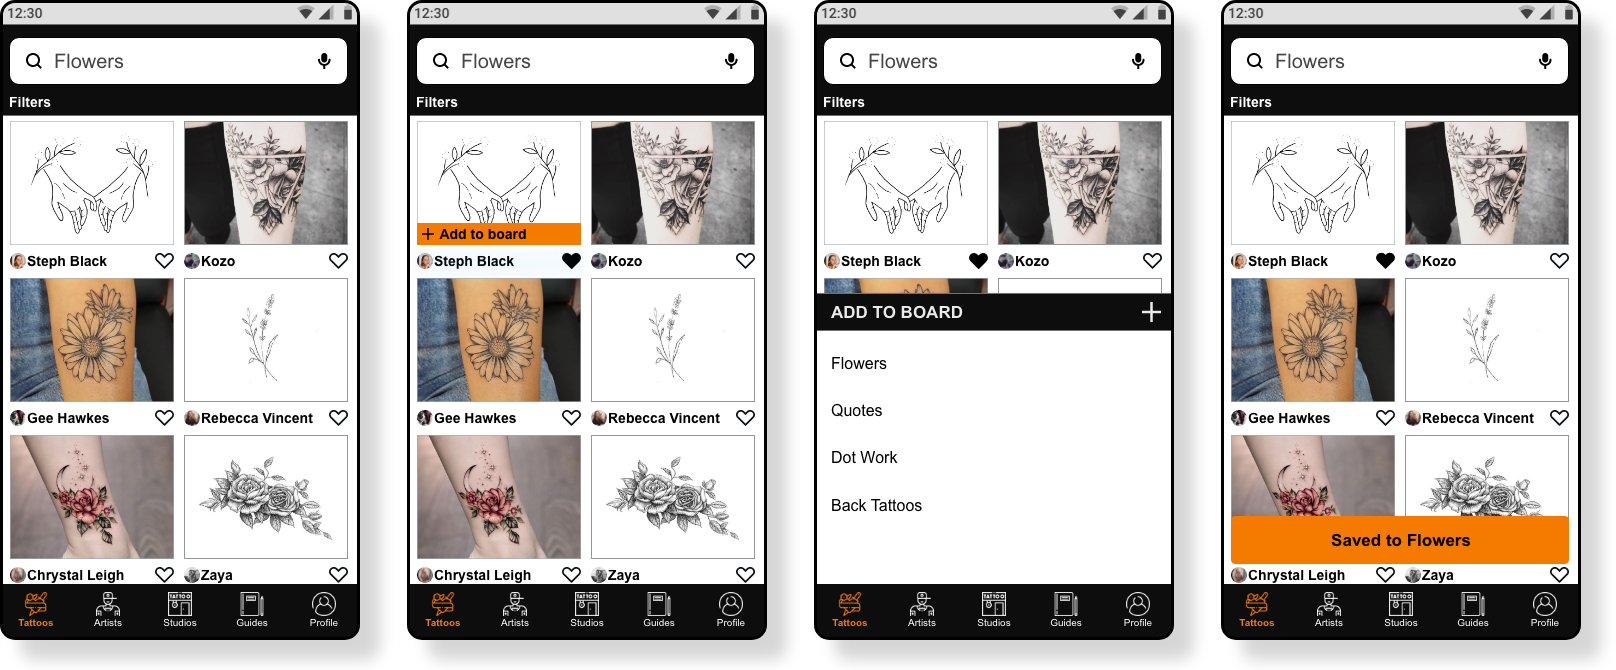 12:30
Flowers
Filters
Steph Black
Kozo
Gee Hawkes
Rebecca Vincent
Chrystal Leigh
Zaya
TATTOO
Tattoos
Artists
Studios
Guides
Profile
12:30
Flowers
Filters
Add to board
Steph Black
Kozo
Gee Hawkes
Rebecca Vincent
Chrystal Leigh
Zaya
TATTOO
Tattoos
Artists
Studios
Guides
Profile
12:30
Flowers
Filters
Steph Black
Kozo
ADD TO BOARD
Flowers
Quotes
Dot Work
Back Tattoos
TATTOO
Tattoos
Artists
Studios
Guides
Profile
12:30
Flowers
Filters
Steph Black
Kozo
Gee Hawkes
Rebecca Vincent
Saved to Flowers
Chrystal Leigh
Zaya
TATTOO
Tattoos
Artists
Studios
Guides
Profile